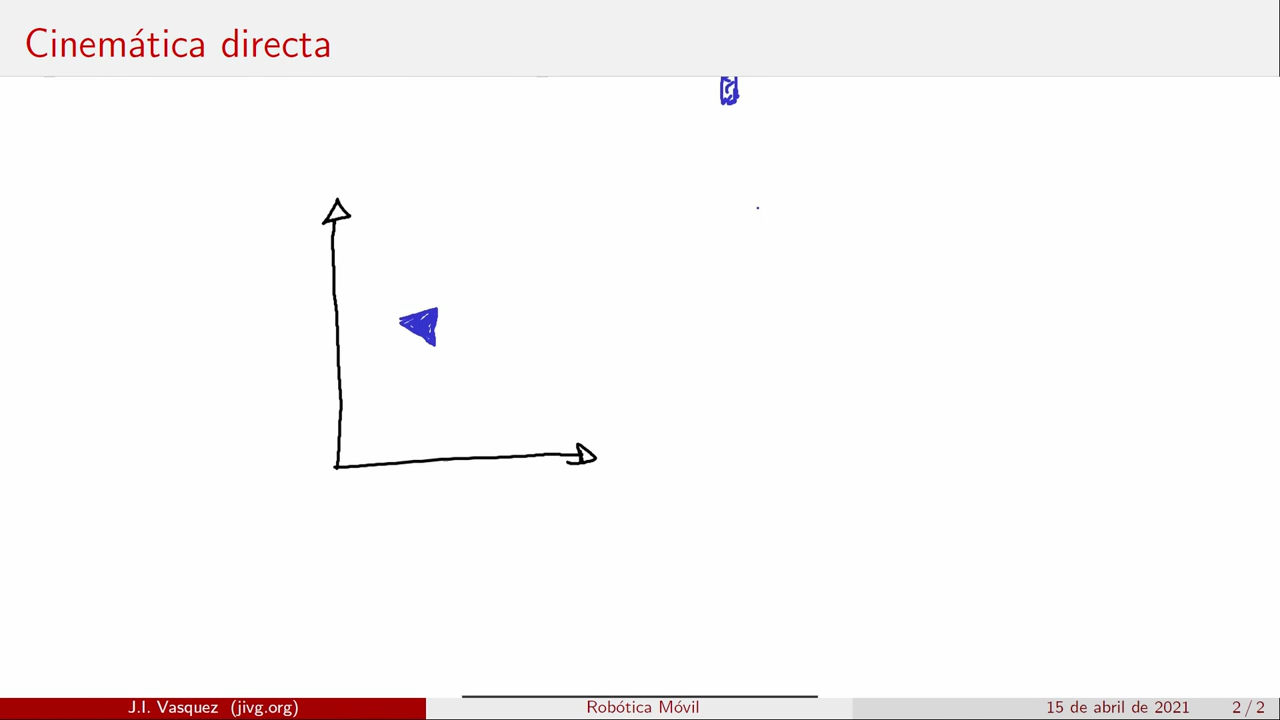 Cinemática directa
J.I. Vasquez (jivg.org)
Robótica Móvil
15 de abril de 2021
2 / 2